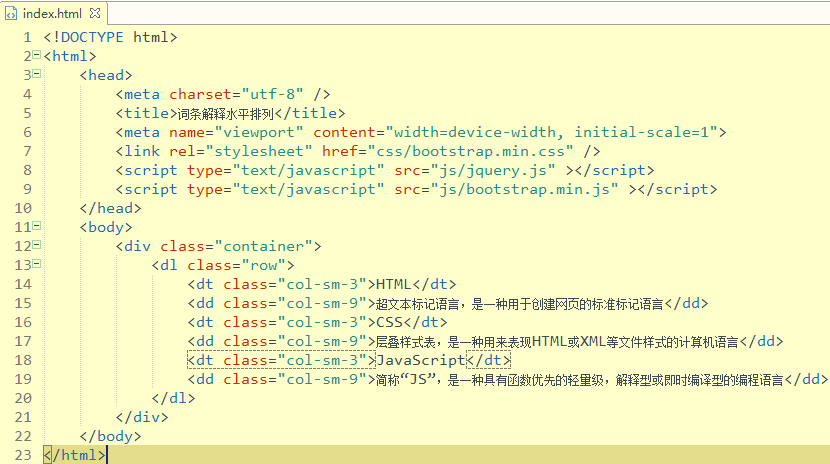 index.html
1 <!DOCTYPE html>
2 <html>
3     <head>
4         <meta charset="utf-8" />
5         <title>词条解释水平排列</title>
6         <meta name="viewport" content="width=device-width, initial-scale=1">
7         <link rel="stylesheet" href="css/bootstrap.min.css" />
8         <script type="text/javascript" src="js/jquery.js" ></script>
9         <script type="text/javascript" src="js/bootstrap.min.js" ></script>
10     </head>
11     <body>
12         <div class="container">
13             <dl class="row">
14                 <dt class="col-sm-3">HTML</dt>
15                 <dd class="col-sm-9">超文本标记语言，是一种用于创建网页的标准标记语言</dd>
16                 <dt class="col-sm-3">CSS</dt>
17                 <dd class="col-sm-9">层叠样式表，是一种用来表现HTML或XML等文件样式的计算机语言</dd>
18                 <dt class="col-sm-3">JavaScript</dt>
19                 <dd class="col-sm-9">简称“JS”，是一种具有函数优先的轻量级，解释型或即时编译型的编程语言</dd>
20             </dl>
21         </div>
22     </body>
23 </html>